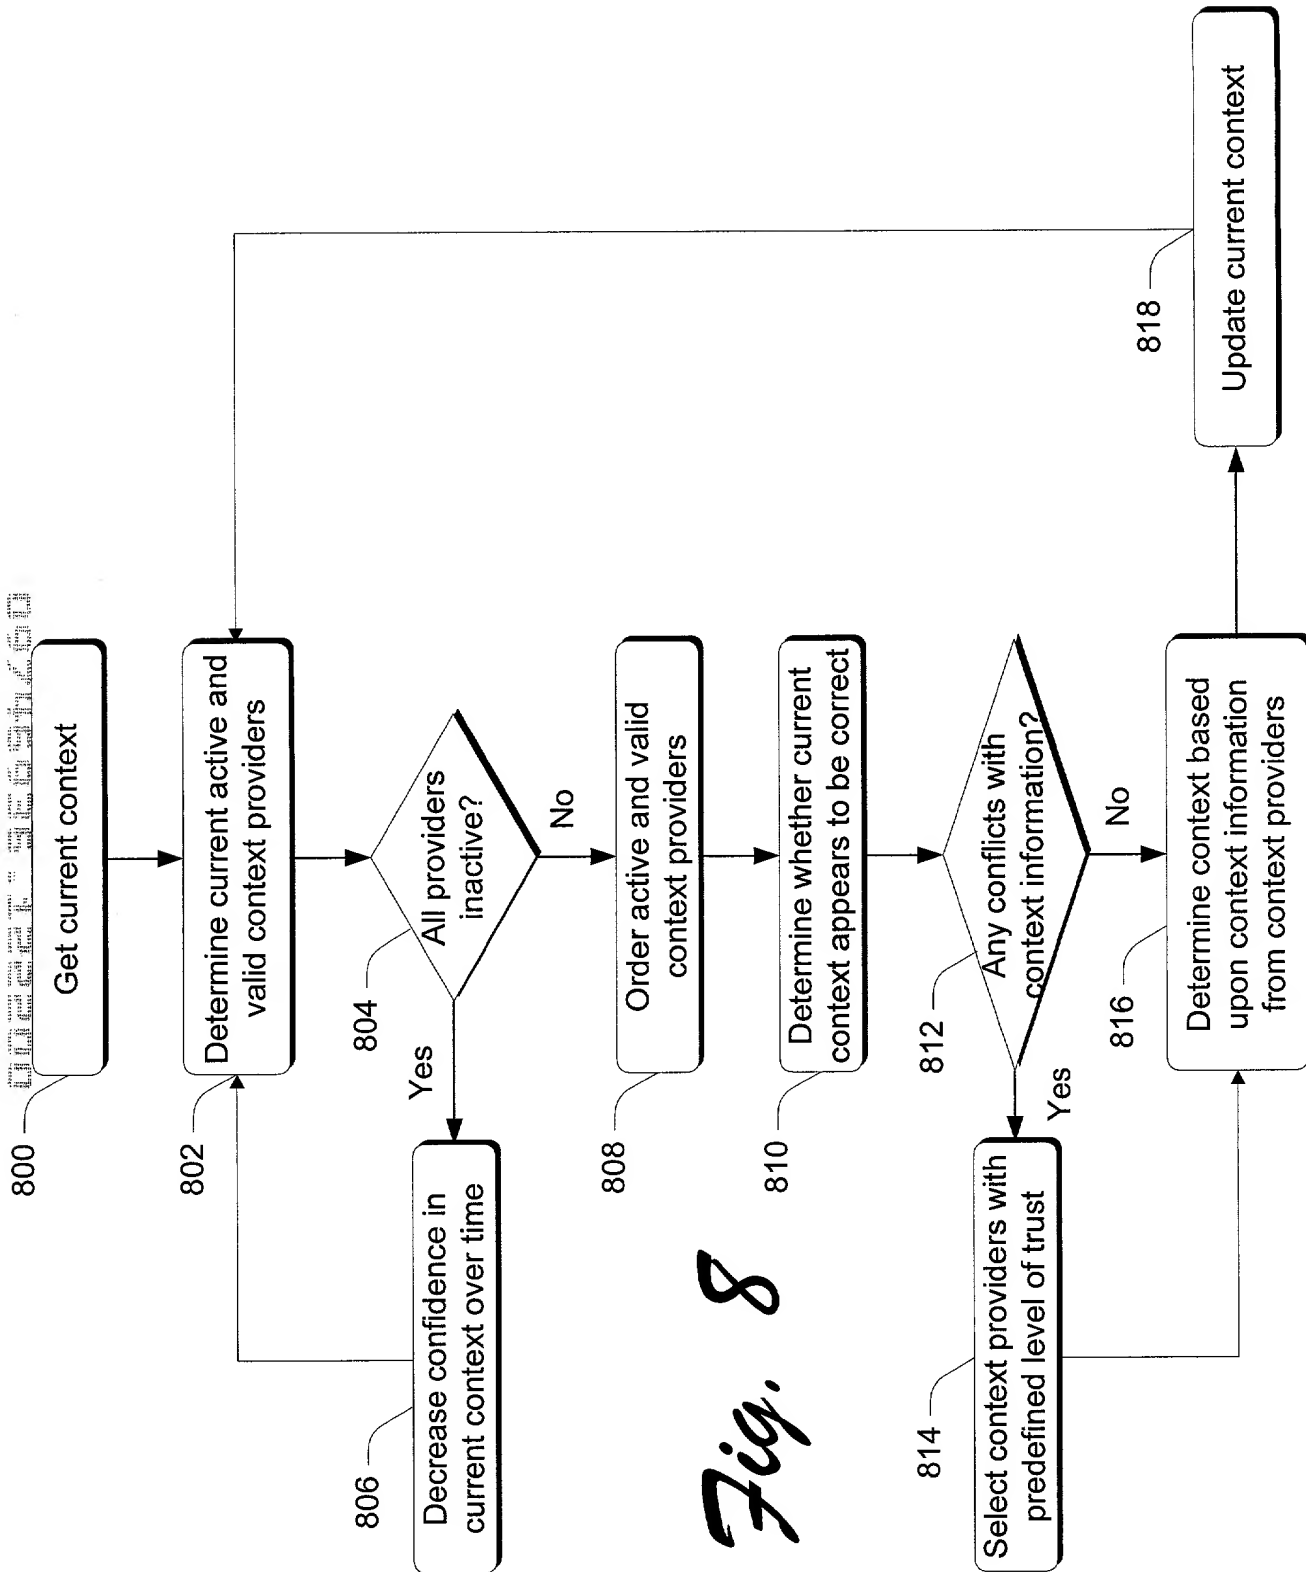 800
Get current context
802
Determine current active and
valid context providers
804
All providers
inactive?
Yes
No
806
Decrease confidence in
current context over time
808
Order active and valid
context providers
810
Determine whether current
context appears to be correct
812
Any conflicts with
context information?
Yes
No
814
Select context providers with
predefined level of trust
816
Determine context based
upon context information
from context providers
818
Update current context
Fig. 8